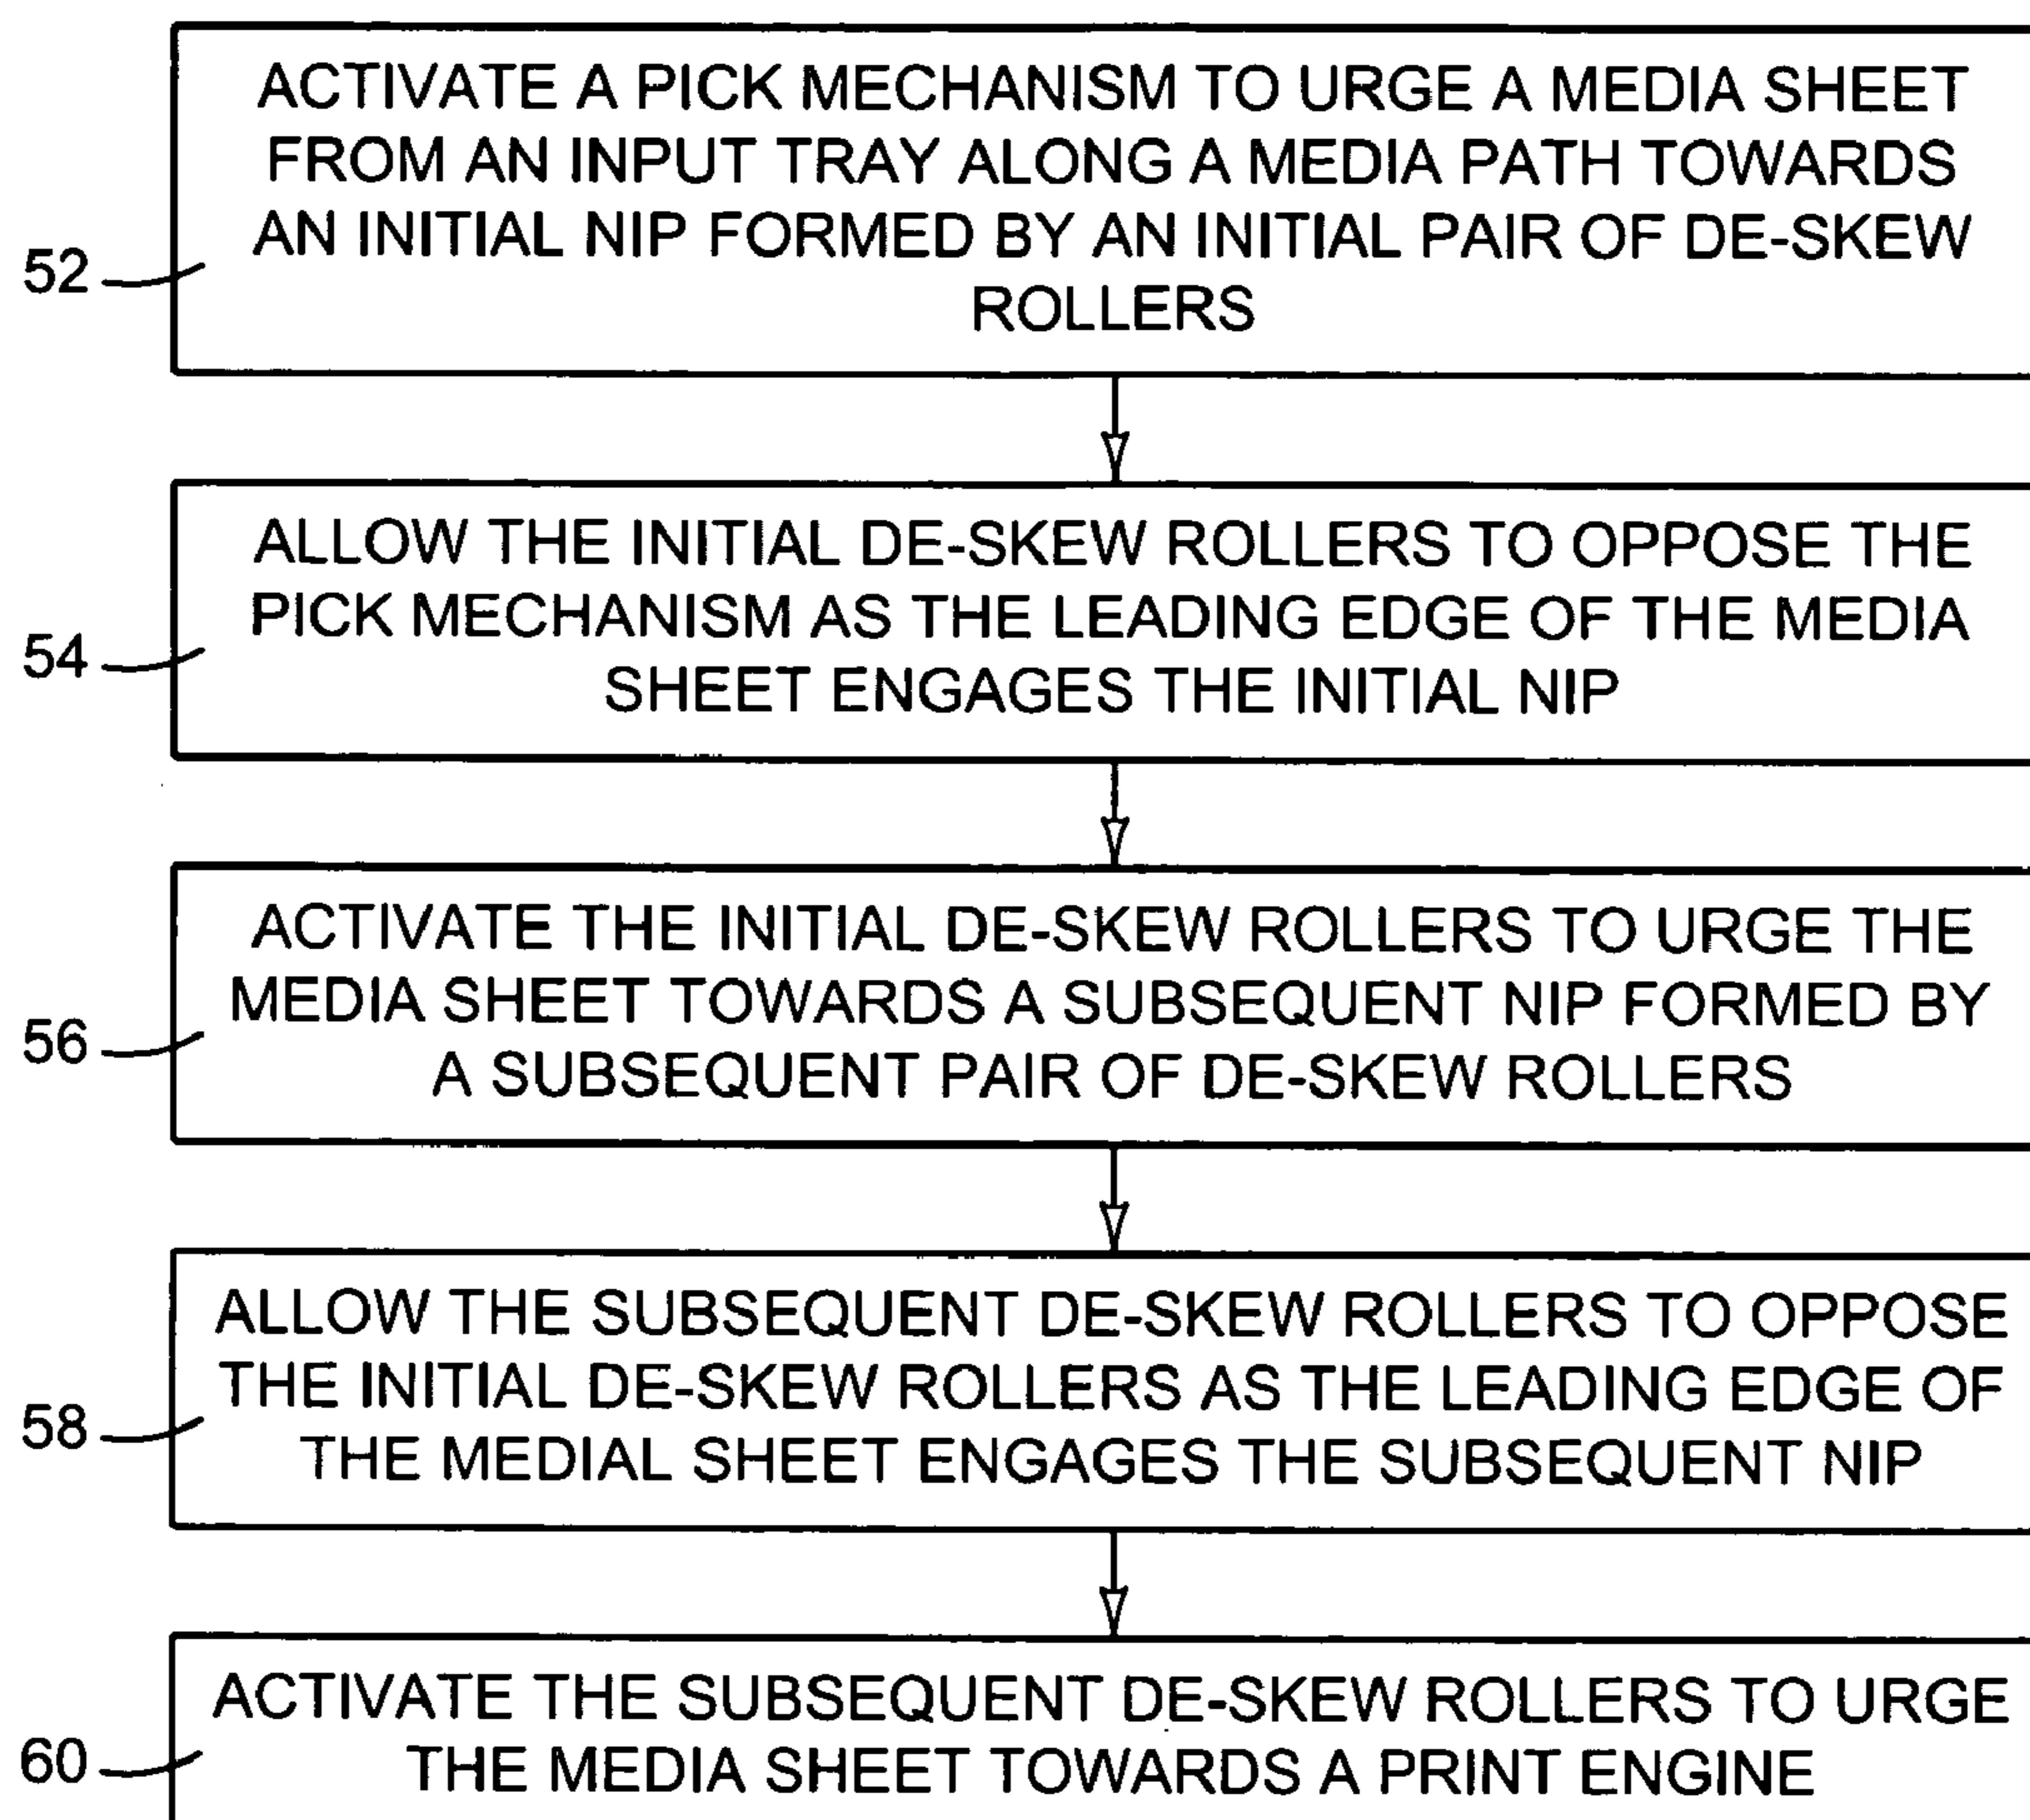 ACTIVATE A PICK MECHANISM TO URGE A MEDIA SHEET
FROM AN INPUT TRAY ALONG A MEDIA PATH TOWARDS
AN INITIAL NIP FORMED BY AN INITIAL PAIR OF DE-SKEW
ROLLERS
52
ALLOW THE INITIAL DE-SKEW ROLLERS TO OPPOSE THE
PICK MECHANISM AS THE LEADING EDGE OF THE MEDIA
SHEET ENGAGES THE INITIAL NIP
54
ACTIVATE THE INITIAL DE-SKEW ROLLERS TO URGE THE
MEDIA SHEET TOWARDS A SUBSEQUENT NIP FORMED BY
A SUBSEQUENT PAIR OF DE-SKEW ROLLERS
56
ALLOW THE SUBSEQUENT DE-SKEW ROLLERS TO OPPOSE
THE INITIAL DE-SKEW ROLLERS AS THE LEADING EDGE OF
THE MEDIAL SHEET ENGAGES THE SUBSEQUENT NIP
58
ACTIVATE THE SUBSEQUENT DE-SKEW ROLLERS TO URGE
THE MEDIA SHEET TOWARDS A PRINT ENGINE
60